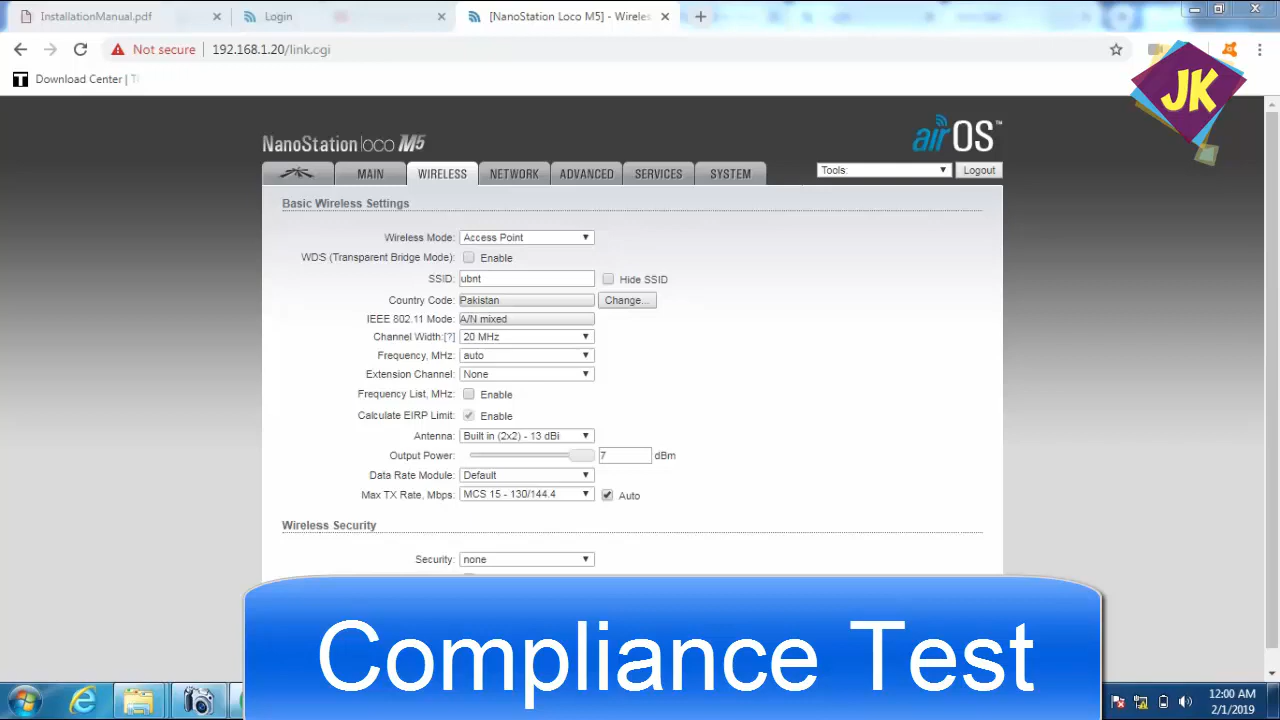 InstallationManual.pdf
Login
[NanoStation Loco M5] - Wireles
Not secure 192.168.1.20/link.cgi
Download Center |
JK
NanoStation loco M5
airOS™
MAIN WIRELESS NETWORK ADVANCED SERVICES SYSTEM Tools: Logout
Basic Wireless Settings
Wireless Mode: Access Point
WDS (Transparent Bridge Mode): Enable
SSID: ubnt Hide SSID
Country Code: Pakistan Change...
IEEE 802.11 Mode: A/N mixed
Channel Width:[?] 20 MHz
Frequency, MHz: auto
Extension Channel: None
Frequency List, MHz: Enable
Calculate EIRP Limit: Enable
Antenna: Built in (2x2) - 13 dBi
Output Power: 7 dBm
Data Rate Module: Default
Max TX Rate, Mbps: MCS 15 - 130/144.4 Auto
Wireless Security
Security: none
Compliance Test
12:00 AM
2/1/2019